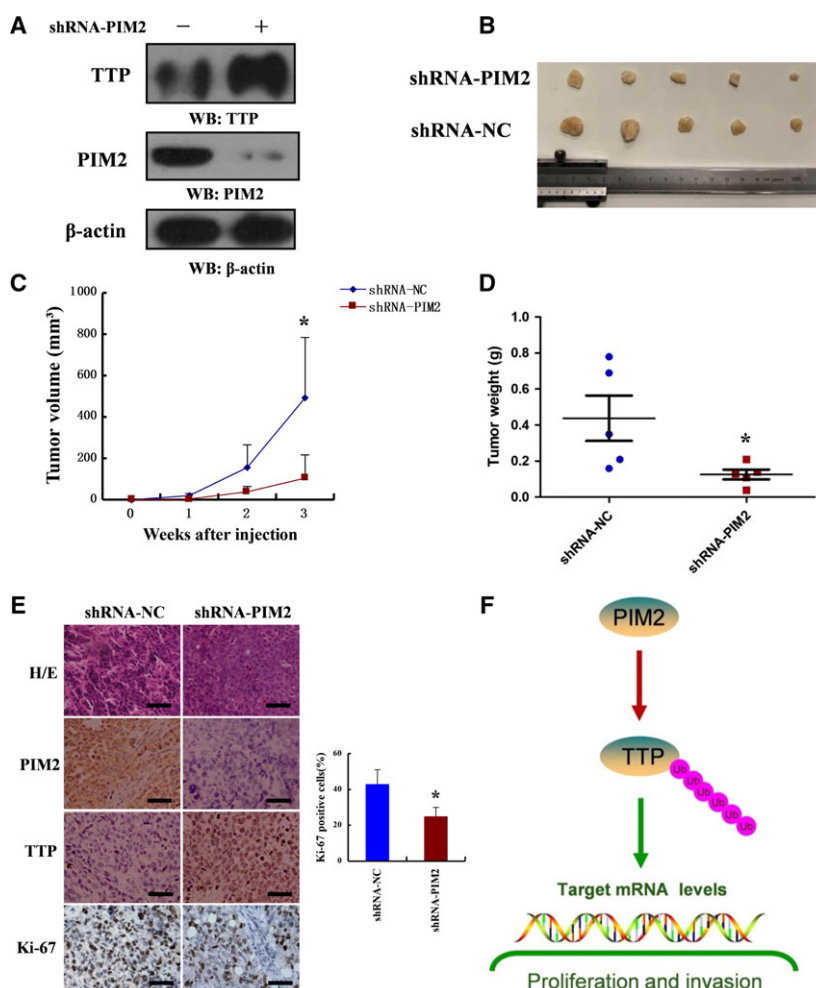 A
shRNA-PIM2 − +
TTP
WB: TTP
PIM2
WB: PIM2
β-actin
WB: β-actin
B
shRNA-PIM2
shRNA-NC
C
shRNA-NC
shRNA-PIM2
Tumor volume (mm³)
1000
800
600
400
200
0
*
0 1 2 3
Weeks after injection
D
Tumor weight (g)
0.8
0.6
0.4
0.2
0.0
*
shRNA-NC
shRNA-PIM2
E
shRNA-NC shRNA-PIM2
H/E
PIM2
TTP
Ki-67
Ki-67 positive cells(%)
60
40
20
0
*
shRNA-NC
shRNA-PIM2
F
PIM2
TTP
Ub
Ub
Ub
Ub
Ub
Ub
Target mRNA levels
Proliferation and invasion